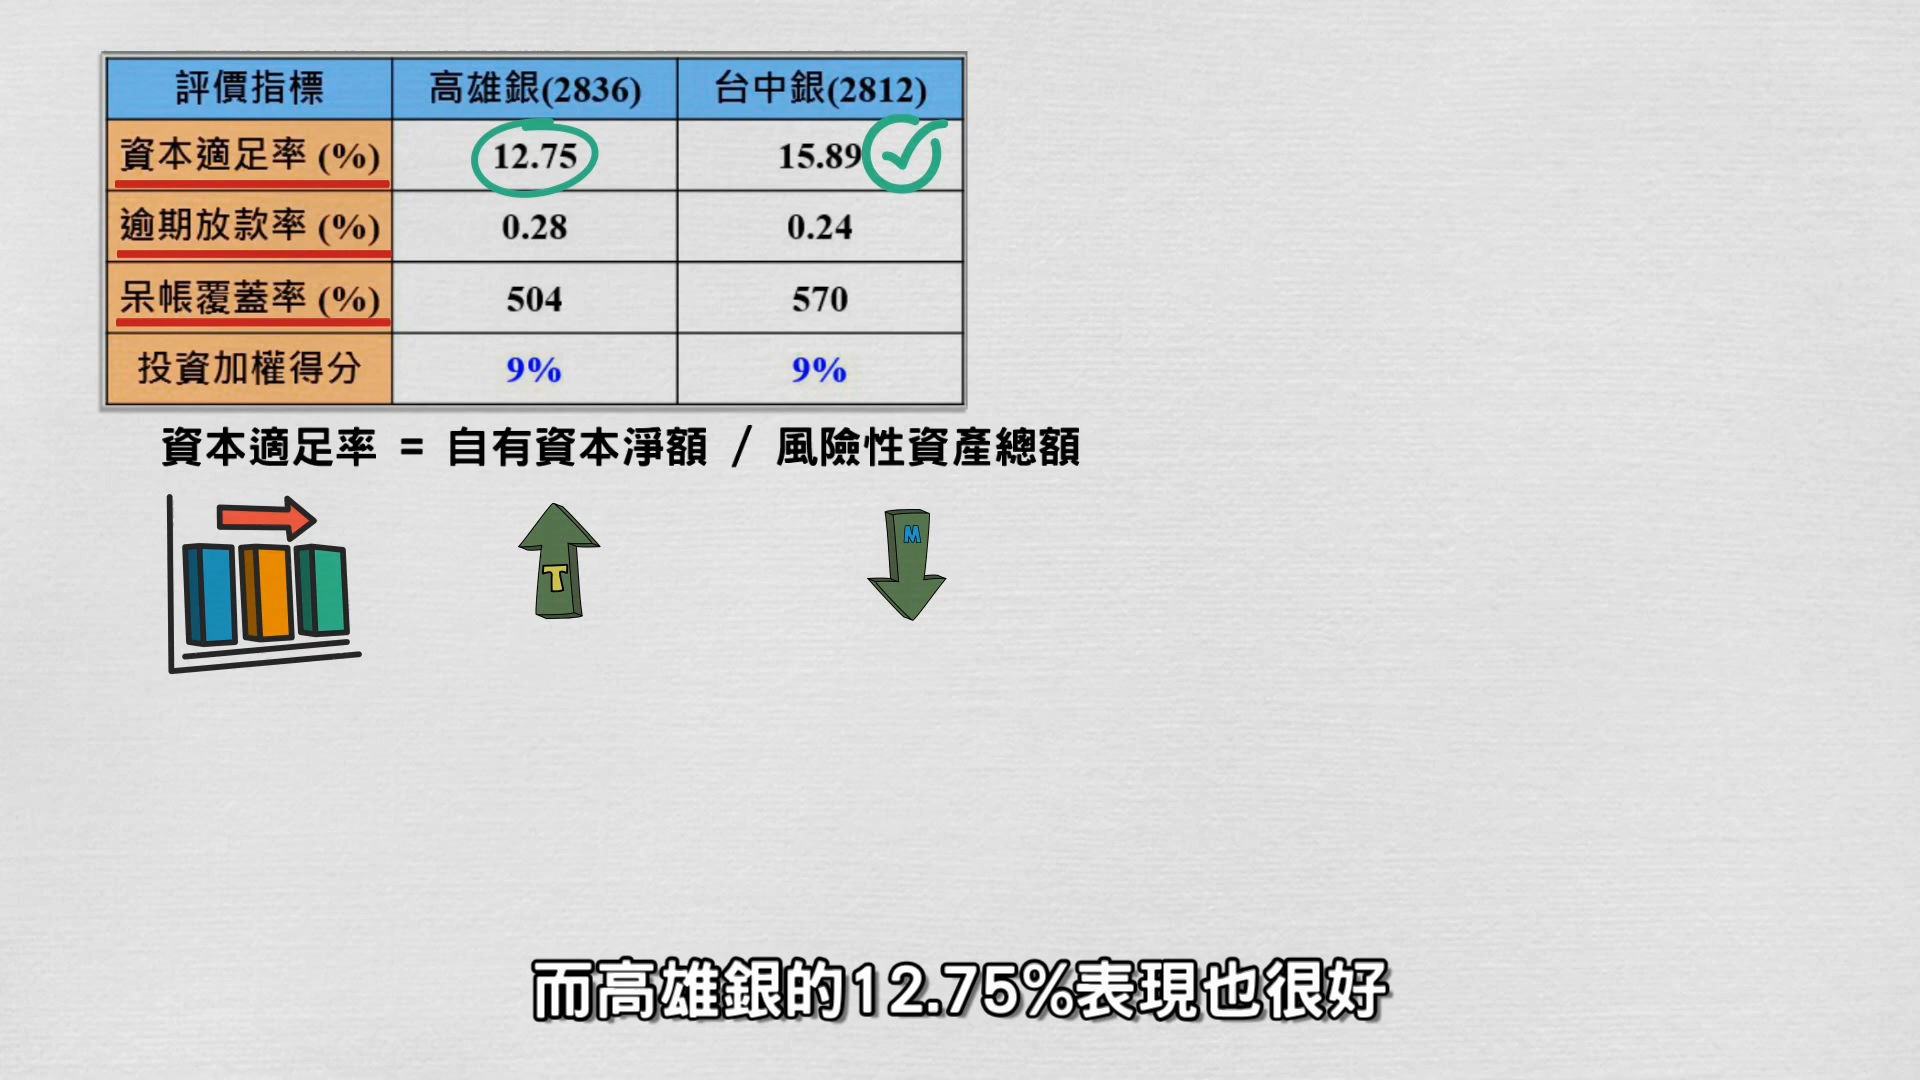 評價指標 高雄銀(2836) 台中銀(2812)
資本適足率 (%) 12.75 15.89
逾期放款率 (%) 0.28 0.24
呆帳覆蓋率 (%) 504 570
投資加權得分 9% 9%
資本適足率 = 自有資本淨額 / 風險性資產總額
T M
而高雄銀的12.75%表現也很好